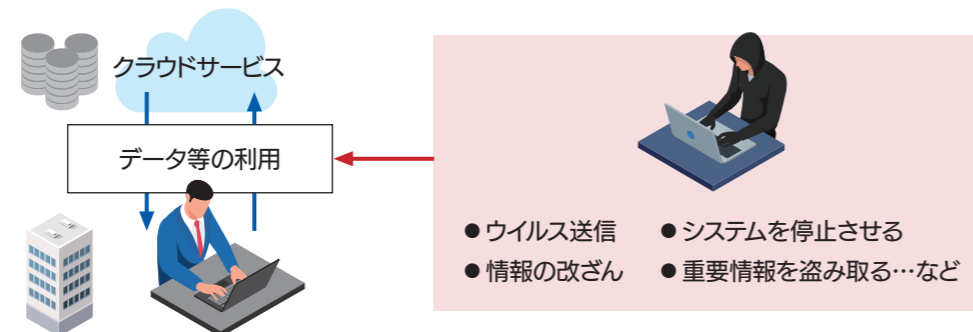 クラウドサービス
データ等の利用
●ウイルス送信
●システムを停止させる
●情報の改ざん
●重要情報を盗み取る…など